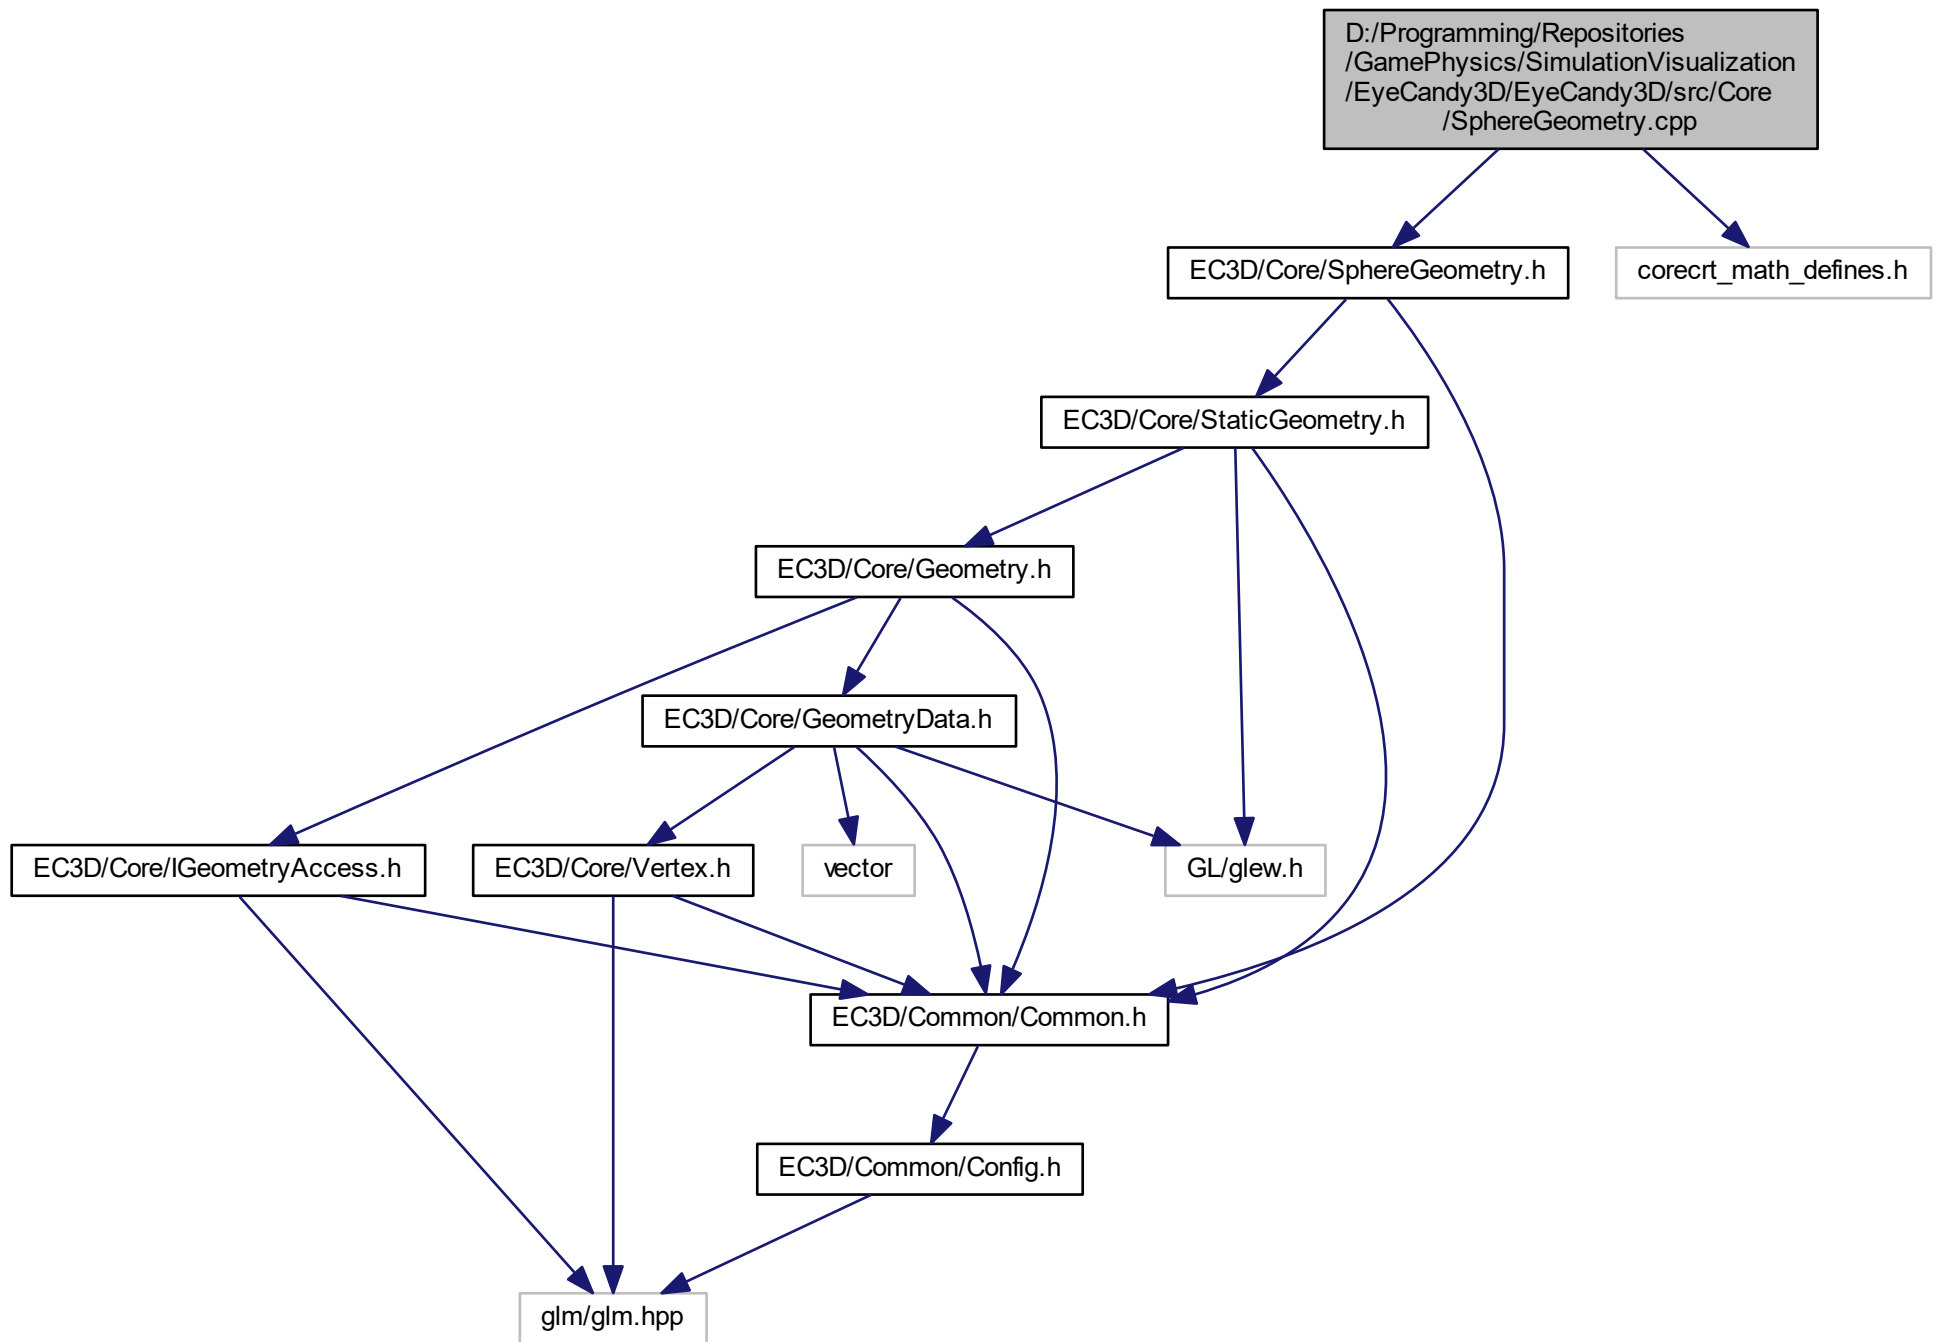 D:/Programming/Repositories
/GamePhysics/SimulationVisualization
/EyeCandy3D/EyeCandy3D/src/Core
/SphereGeometry.cpp
EC3D/Core/SphereGeometry.h
corecrt_math_defines.h
EC3D/Core/StaticGeometry.h
EC3D/Core/Geometry.h
EC3D/Core/GeometryData.h
EC3D/Core/IGeometryAccess.h
EC3D/Core/Vertex.h
vector
GL/glew.h
EC3D/Common/Common.h
EC3D/Common/Config.h
glm/glm.hpp